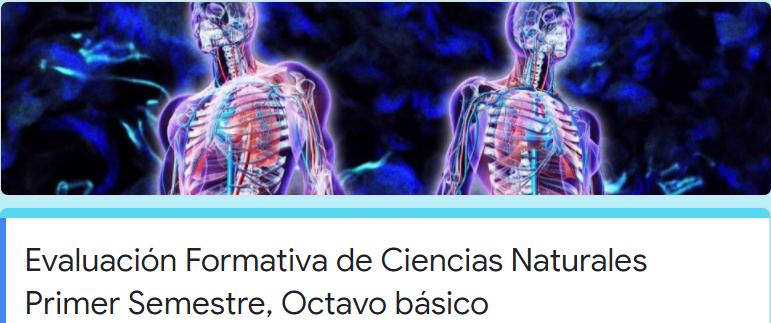 Evaluación Formativa de Ciencias Naturales
Primer Semestre, Octavo básico